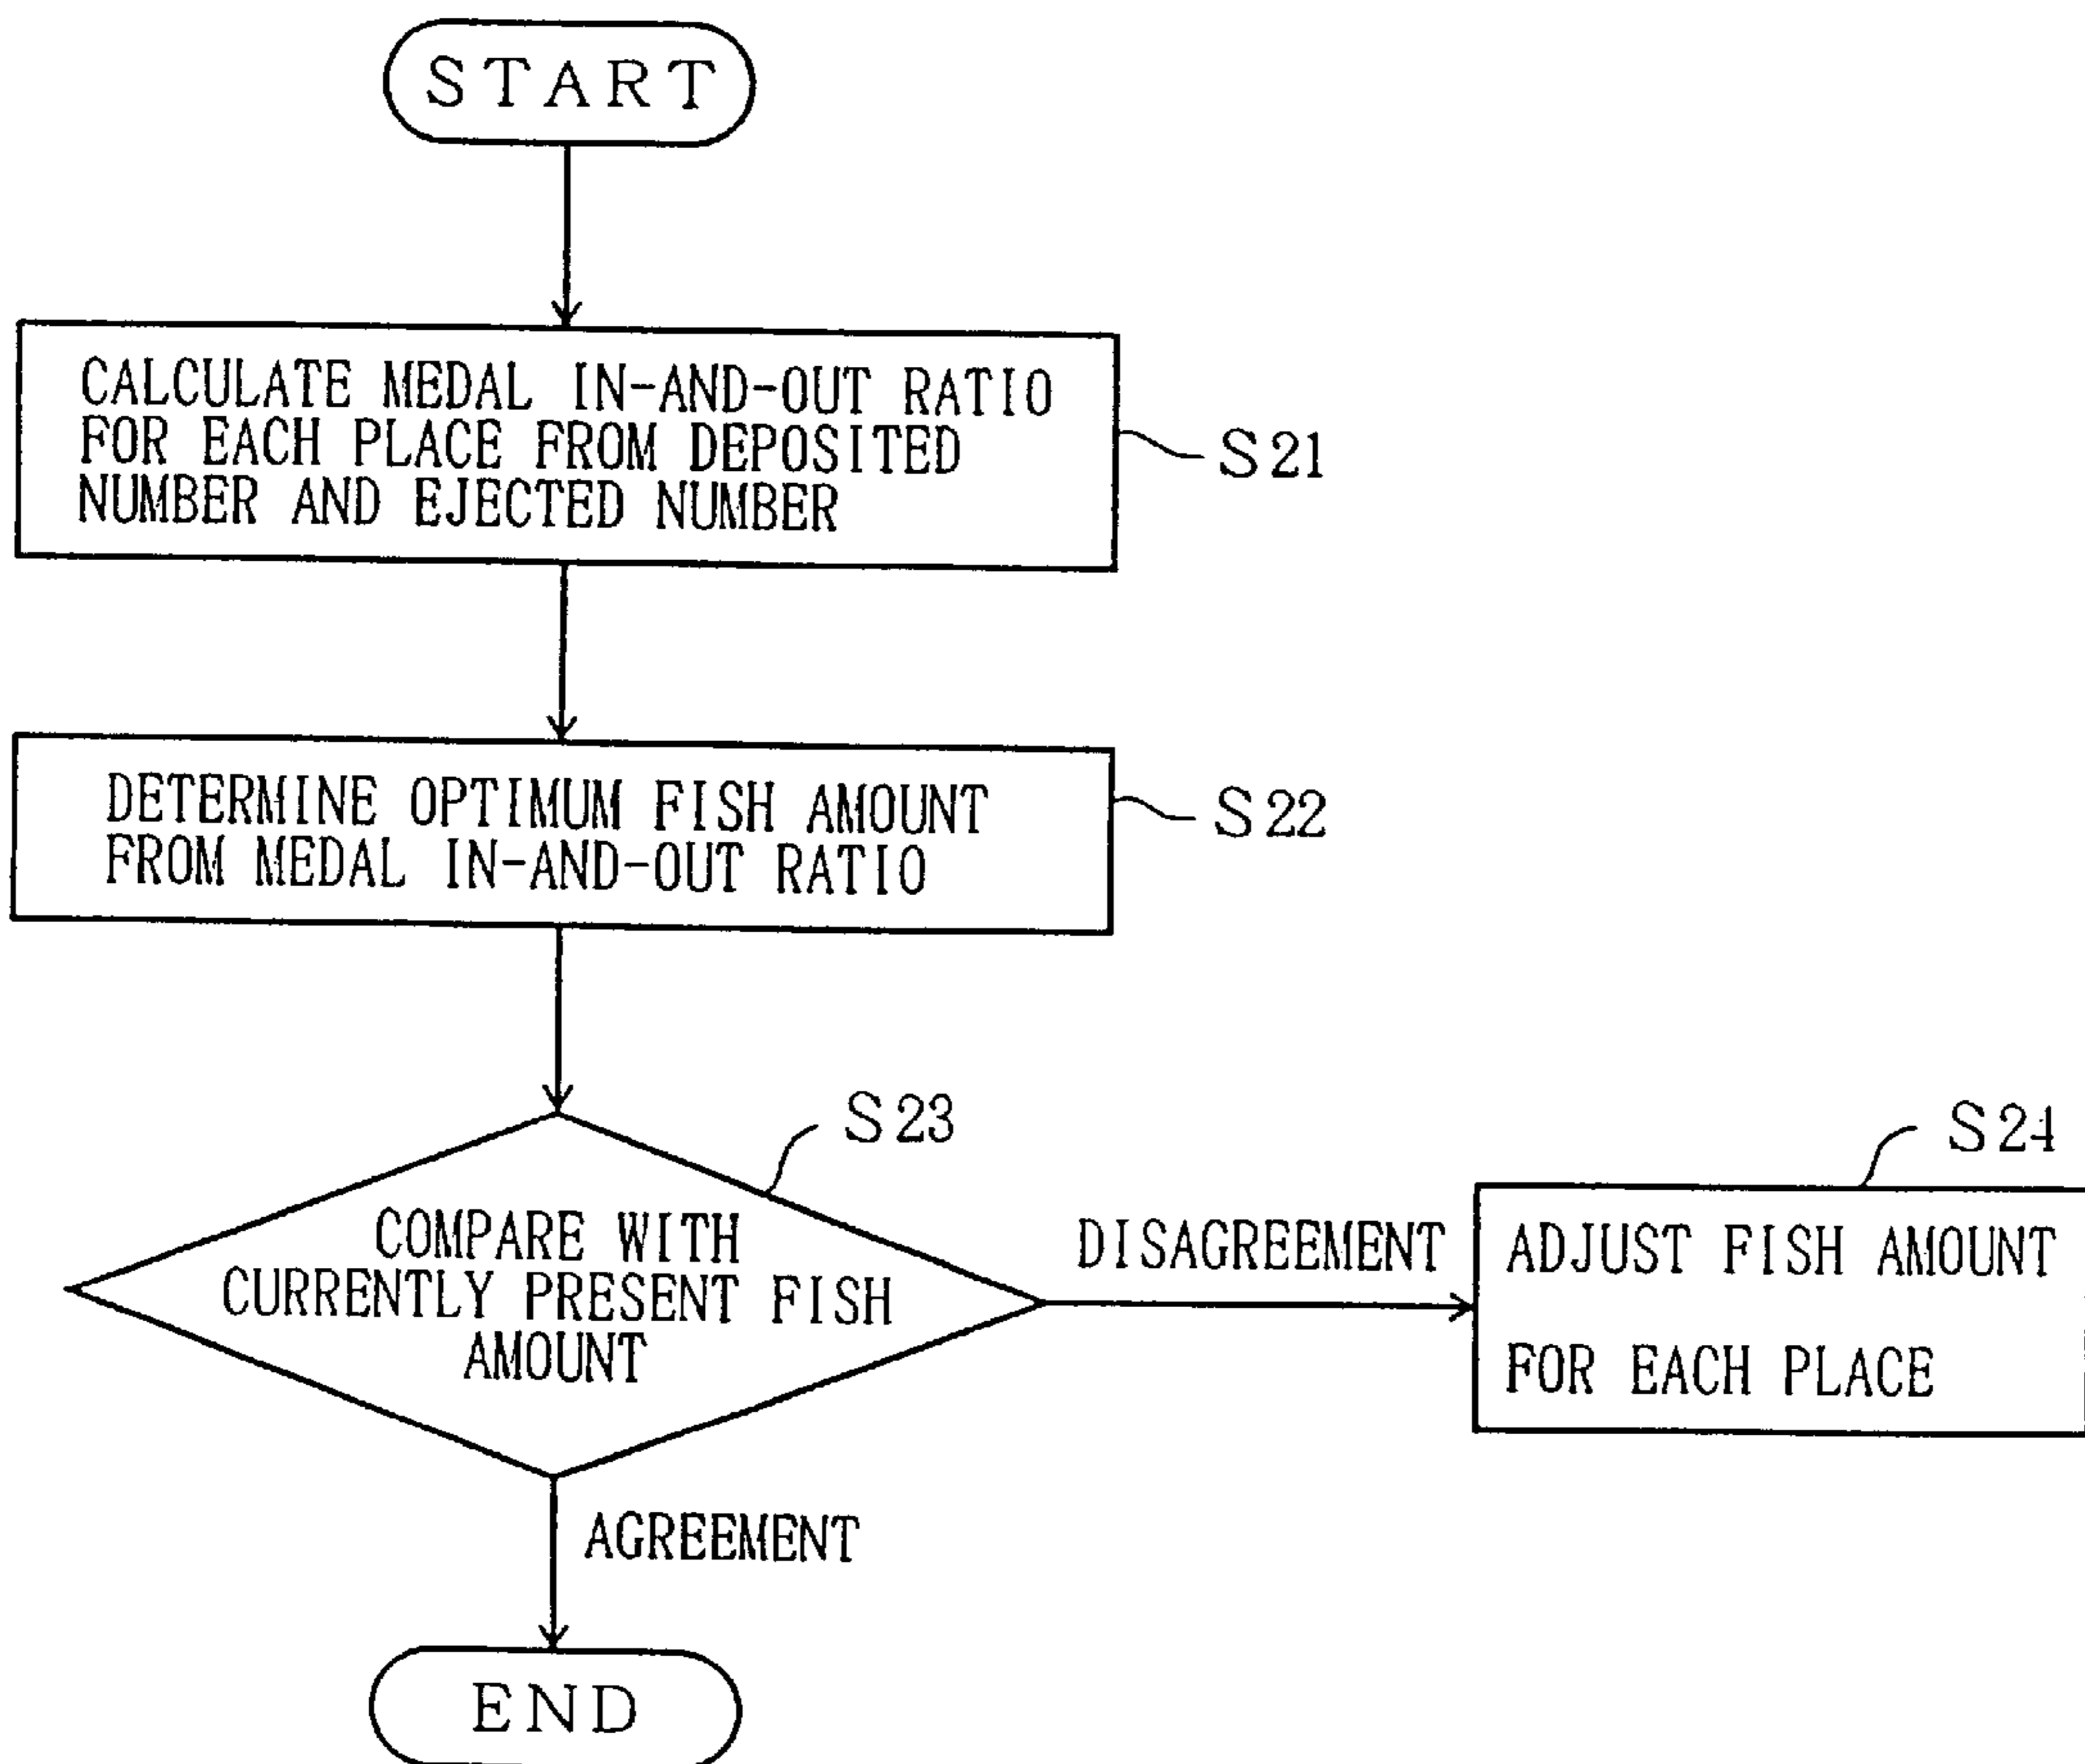 START
CALCULATE MEDAL IN-AND-OUT RATIO
FOR EACH PLACE FROM DEPOSITED
NUMBER AND EJECTED NUMBER
S21
DETERMINE OPTIMUM FISH AMOUNT
FROM MEDAL IN-AND-OUT RATIO
S22
S23
COMPARE WITH
CURRENTLY PRESENT FISH
AMOUNT
DISAGREEMENT
S24
ADJUST FISH AMOUNT
FOR EACH PLACE
AGREEMENT
END